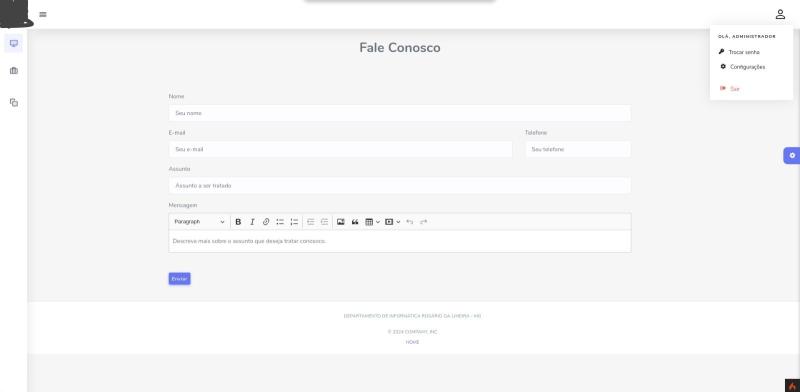 OLÁ, ADMINISTRADOR
Trocar senha
Configurações
Sair
Fale Conosco
Nome
Seu nome
E-mail
Telefone
Seu e-mail
Seu telefone
Assunto
Assunto a ser tratado
Mensagem
Paragraph
Descreva mais sobre o assunto que deseja tratar conosco.
Enviar
DEPARTAMENTO DE INFORMÁTICA ROSÁRIO DA LIMEIRA / MG
© 2024 COMPANY, INC
HOME